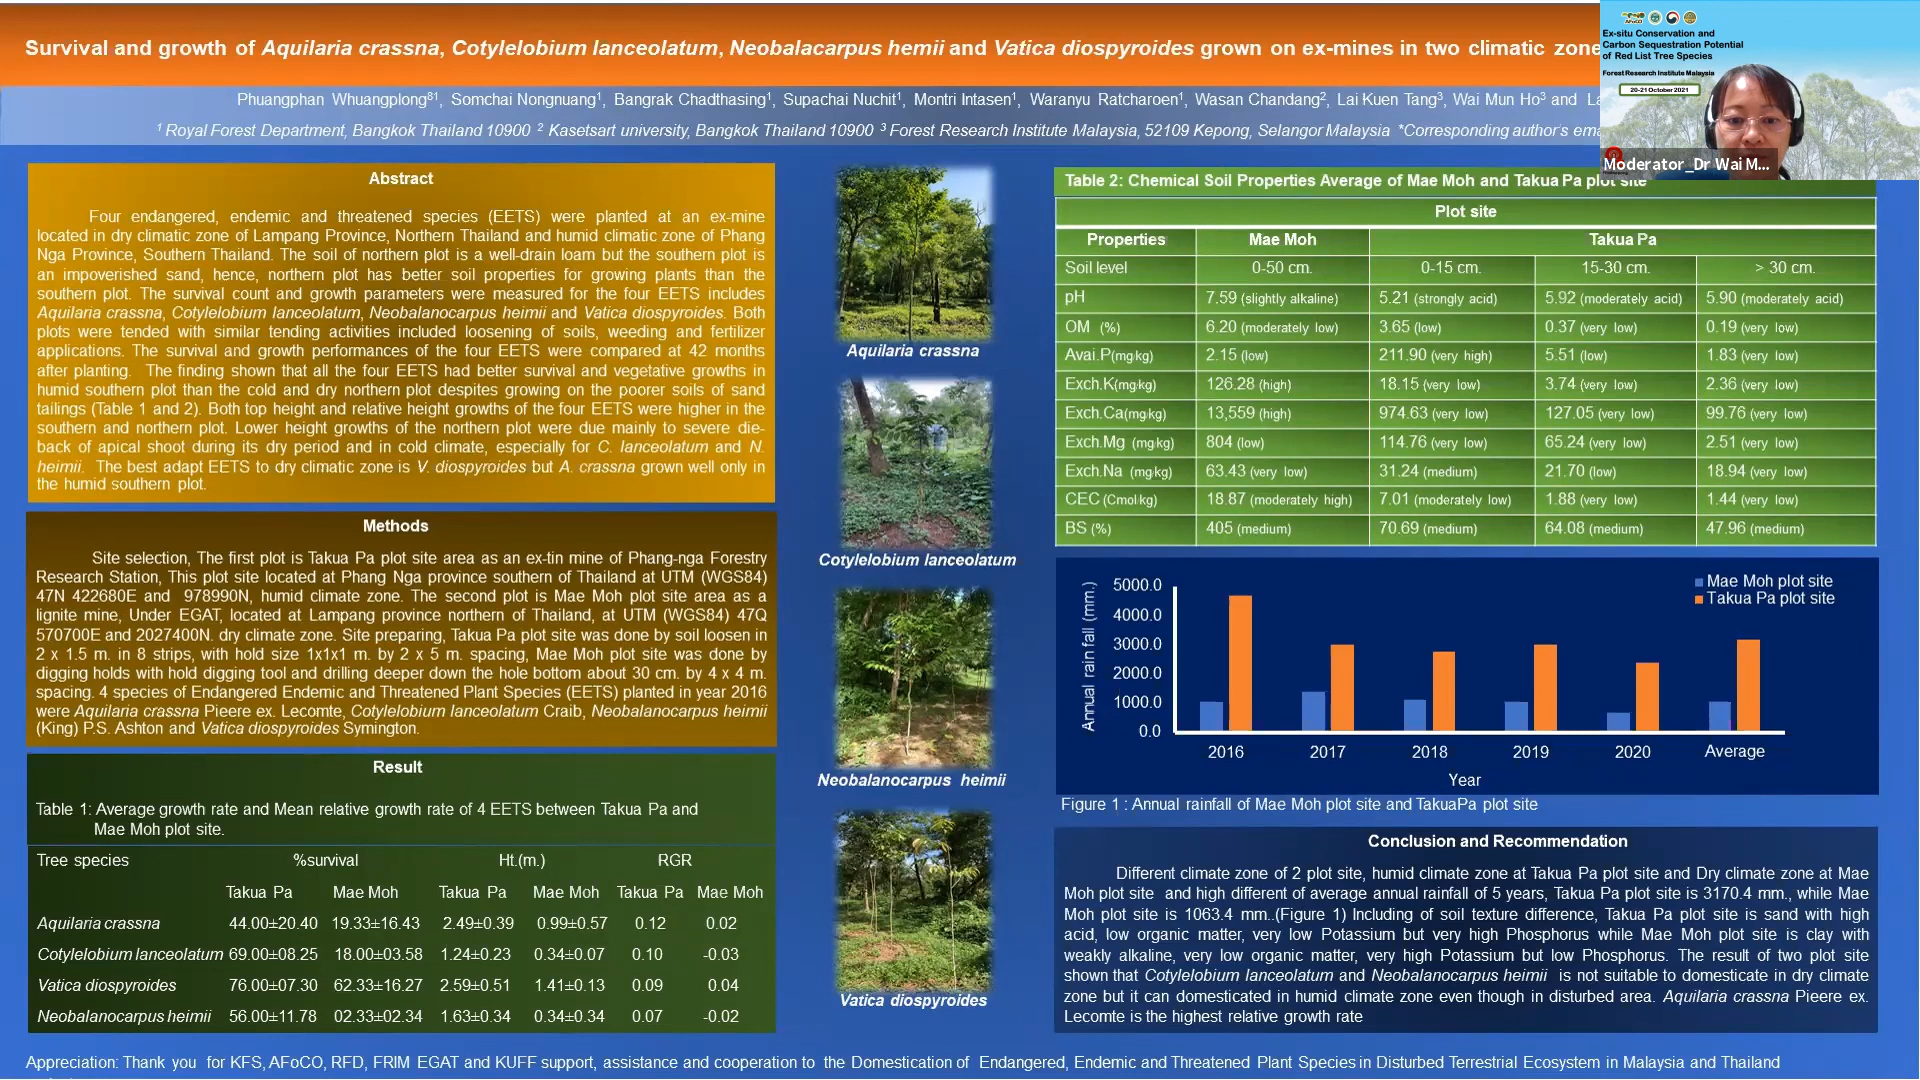 Survival and growth of Aquilaria crassna, Cotylelobium lanceolatum, Neobalacarpus hemii and Vatica diospyroides grown on ex-mines in two climatic zone
Phuangphan Whuangplong⁸¹, Somchai Nongnuang¹, Bangrak Chadthasing¹, Supachai Nuchit¹, Montri Intasen¹, Waranyu Ratcharoen¹, Wasan Chandang², Lai Kuen Tang³, Wai Mun Ho³ and La
¹ Royal Forest Department, Bangkok Thailand 10900 ² Kasetsart university, Bangkok Thailand 10900 ³ Forest Research Institute Malaysia, 52109 Kepong, Selangor Malaysia *Corresponding author's ema
AFoCO
Ex-situ Conservation and
Carbon Sequestration Potential
of Red List Tree Species
Forest Research Institute Malaysia
20-21 October 2021
Moderator_Dr Wai M...
Abstract
Four endangered, endemic and threatened species (EETS) were planted at an ex-mine
located in dry climatic zone of Lampang Province, Northern Thailand and humid climatic zone of Phang
Nga Province, Southern Thailand. The soil of northern plot is a well-drain loam but the southern plot is
an impoverished sand, hence, northern plot has better soil properties for growing plants than the
southern plot. The survival count and growth parameters were measured for the four EETS includes
Aquilaria crassna, Cotylelobium lanceolatum, Neobalanocarpus heimii and Vatica diospyroides. Both
plots were tended with similar tending activities included loosening of soils, weeding and fertilizer
applications. The survival and growth performances of the four EETS were compared at 42 months
after planting. The finding shown that all the four EETS had better survival and vegetative growths in
humid southern plot than the cold and dry northern plot despites growing on the poorer soils of sand
tailings (Table 1 and 2). Both top height and relative height growths of the four EETS were higher in the
southern and northern plot. Lower height growths of the northern plot were due mainly to severe die-
back of apical shoot during its dry period and in cold climate, especially for C. lanceolatum and N.
heimii. The best adapt EETS to dry climatic zone is V. diospyroides but A. crassna grown well only in
the humid southern plot.
Methods
Site selection, The first plot is Takua Pa plot site area as an ex-tin mine of Phang-nga Forestry
Research Station, This plot site located at Phang Nga province southern of Thailand at UTM (WGS84)
47N 422680E and 978990N, humid climate zone. The second plot is Mae Moh plot site area as a
lignite mine, Under EGAT, located at Lampang province northern of Thailand, at UTM (WGS84) 47Q
570700E and 2027400N. dry climate zone. Site preparing, Takua Pa plot site was done by soil loosen in
2 x 1.5 m. in 8 strips, with hold size 1x1x1 m. by 2 x 5 m. spacing, Mae Moh plot site was done by
digging holds with hold digging tool and drilling deeper down the hole bottom about 30 cm. by 4 x 4 m.
spacing. 4 species of Endangered Endemic and Threatened Plant Species (EETS) planted in year 2016
were Aquilaria crassna Pieere ex. Lecomte, Cotylelobium lanceolatum Craib, Neobalanocarpus heimii
(King) P.S. Ashton and Vatica diospyroides Symington.
Result
Table 1: Average growth rate and Mean relative growth rate of 4 EETS between Takua Pa and
Mae Moh plot site.
Tree species %survival Ht.(m.) RGR
Takua Pa Mae Moh Takua Pa Mae Moh Takua Pa Mae Moh
Aquilaria crassna 44.00±20.40 19.33±16.43 2.49±0.39 0.99±0.57 0.12 0.02
Cotylelobium lanceolatum 69.00±08.25 18.00±03.58 1.24±0.23 0.34±0.07 0.10 -0.03
Vatica diospyroides 76.00±07.30 62.33±16.27 2.59±0.51 1.41±0.13 0.09 0.04
Neobalanocarpus heimii 56.00±11.78 02.33±02.34 1.63±0.34 0.34±0.34 0.07 -0.02
Aquilaria crassna
Cotylelobium lanceolatum
Neobalanocarpus heimii
Vatica diospyroides
Table 2: Chemical Soil Properties Average of Mae Moh and Takua Pa plot site
Plot site
Properties Mae Moh Takua Pa
Soil level 0-50 cm. 0-15 cm. 15-30 cm. > 30 cm.
pH 7.59 (slightly alkaline) 5.21 (strongly acid) 5.92 (moderately acid) 5.90 (moderately acid)
OM (%) 6.20 (moderately low) 3.65 (low) 0.37 (very low) 0.19 (very low)
Avai.P(mg/kg) 2.15 (low) 211.90 (very high) 5.51 (low) 1.83 (very low)
Exch.K(mg/kg) 126.28 (high) 18.15 (very low) 3.74 (very low) 2.36 (very low)
Exch.Ca(mg/kg) 13,559 (high) 974.63 (very low) 127.05 (very low) 99.76 (very low)
Exch.Mg (mg/kg) 804 (low) 114.76 (very low) 65.24 (very low) 2.51 (very low)
Exch.Na (mg/kg) 63.43 (very low) 31.24 (medium) 21.70 (low) 18.94 (very low)
CEC (Cmol/kg) 18.87 (moderately high) 7.01 (moderately low) 1.88 (very low) 1.44 (very low)
BS (%) 405 (medium) 70.69 (medium) 64.08 (medium) 47.96 (medium)
Annual rain fall (mm.)
5000.0
4000.0
3000.0
2000.0
1000.0
0.0
Mae Moh plot site
Takua Pa plot site
2016 2017 2018 2019 2020 Average
Year
Figure 1 : Annual rainfall of Mae Moh plot site and TakuaPa plot site
Conclusion and Recommendation
Different climate zone of 2 plot site, humid climate zone at Takua Pa plot site and Dry climate zone at Mae
Moh plot site and high different of average annual rainfall of 5 years, Takua Pa plot site is 3170.4 mm., while Mae
Moh plot site is 1063.4 mm..(Figure 1) Including of soil texture difference, Takua Pa plot site is sand with high
acid, low organic matter, very low Potassium but very high Phosphorus while Mae Moh plot site is clay with
weakly alkaline, very low organic matter, very high Potassium but low Phosphorus. The result of two plot site
shown that Cotylelobium lanceolatum and Neobalanocarpus heimii is not suitable to domesticate in dry climate
zone but it can domesticated in humid climate zone even though in disturbed area. Aquilaria crassna Pieere ex.
Lecomte is the highest relative growth rate
Appreciation: Thank you for KFS, AFoCO, RFD, FRIM EGAT and KUFF support, assistance and cooperation to the Domestication of Endangered, Endemic and Threatened Plant Species in Disturbed Terrestrial Ecosystem in Malaysia and Thailand